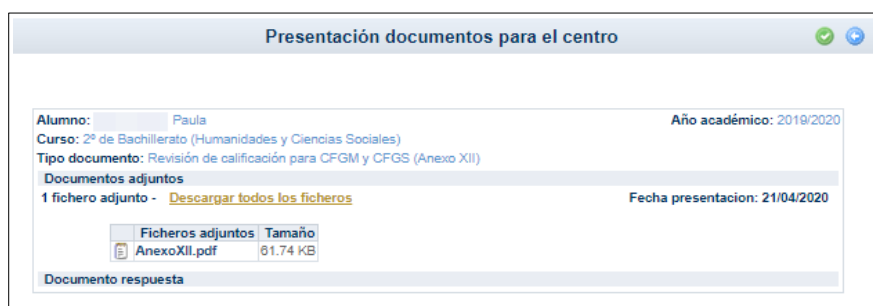 Presentación documentos para el centro
Alumno: Paula Año académico: 2019/2020
Curso: 2º de Bachillerato (Humanidades y Ciencias Sociales)
Tipo documento: Revisión de calificación para CFGM y CFGS (Anexo XII)
Documentos adjuntos
1 fichero adjunto - Descargar todos los ficheros Fecha presentacion: 21/04/2020
Ficheros adjuntos Tamaño
AnexoXII.pdf 61.74 KB
Documento respuesta